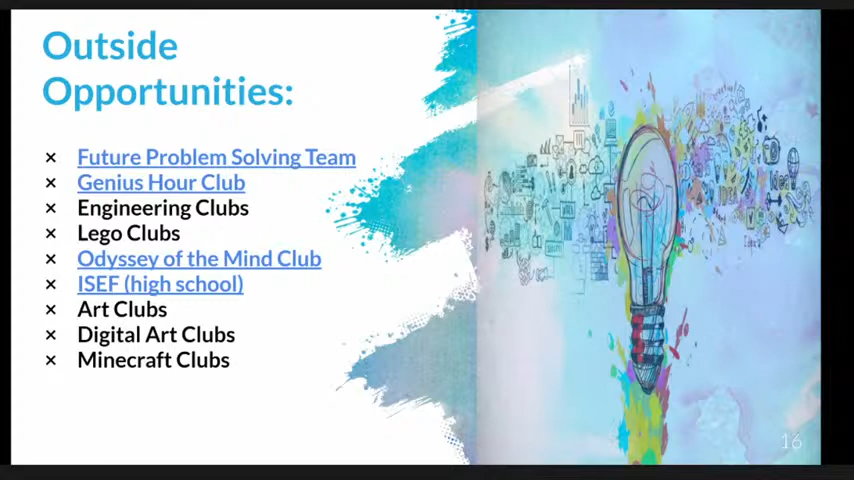 Outside
Opportunities:
× Future Problem Solving Team
× Genius Hour Club
× Engineering Clubs
× Lego Clubs
× Odyssey of the Mind Club
× ISEF (high school)
× Art Clubs
× Digital Art Clubs
× Minecraft Clubs
16